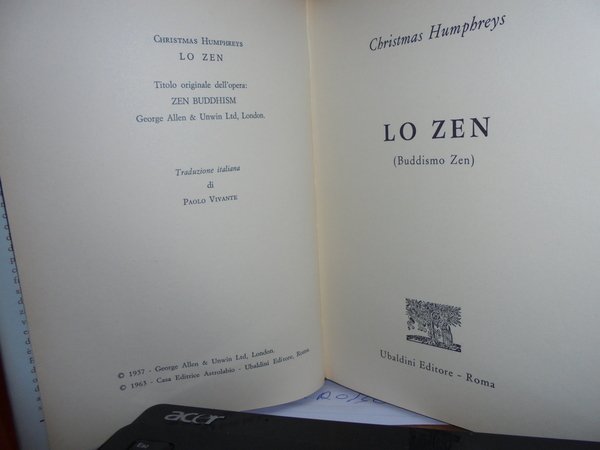 CHRISTMAS HUMPHREYS
LO ZEN
Titolo originale dell'opera:
ZEN BUDDHISM
George Allen & Unwin Ltd, London.
Traduzione italiana
di
PAOLO VIVANTE
© 1937 - George Allen & Unwin Ltd, London.
© 1963 - Casa Editrice Astrolabio - Ubaldini Editore, Roma.
Christmas Humphreys
LO ZEN
(Buddismo Zen)
Ubaldini Editore - Roma
acer
Esc